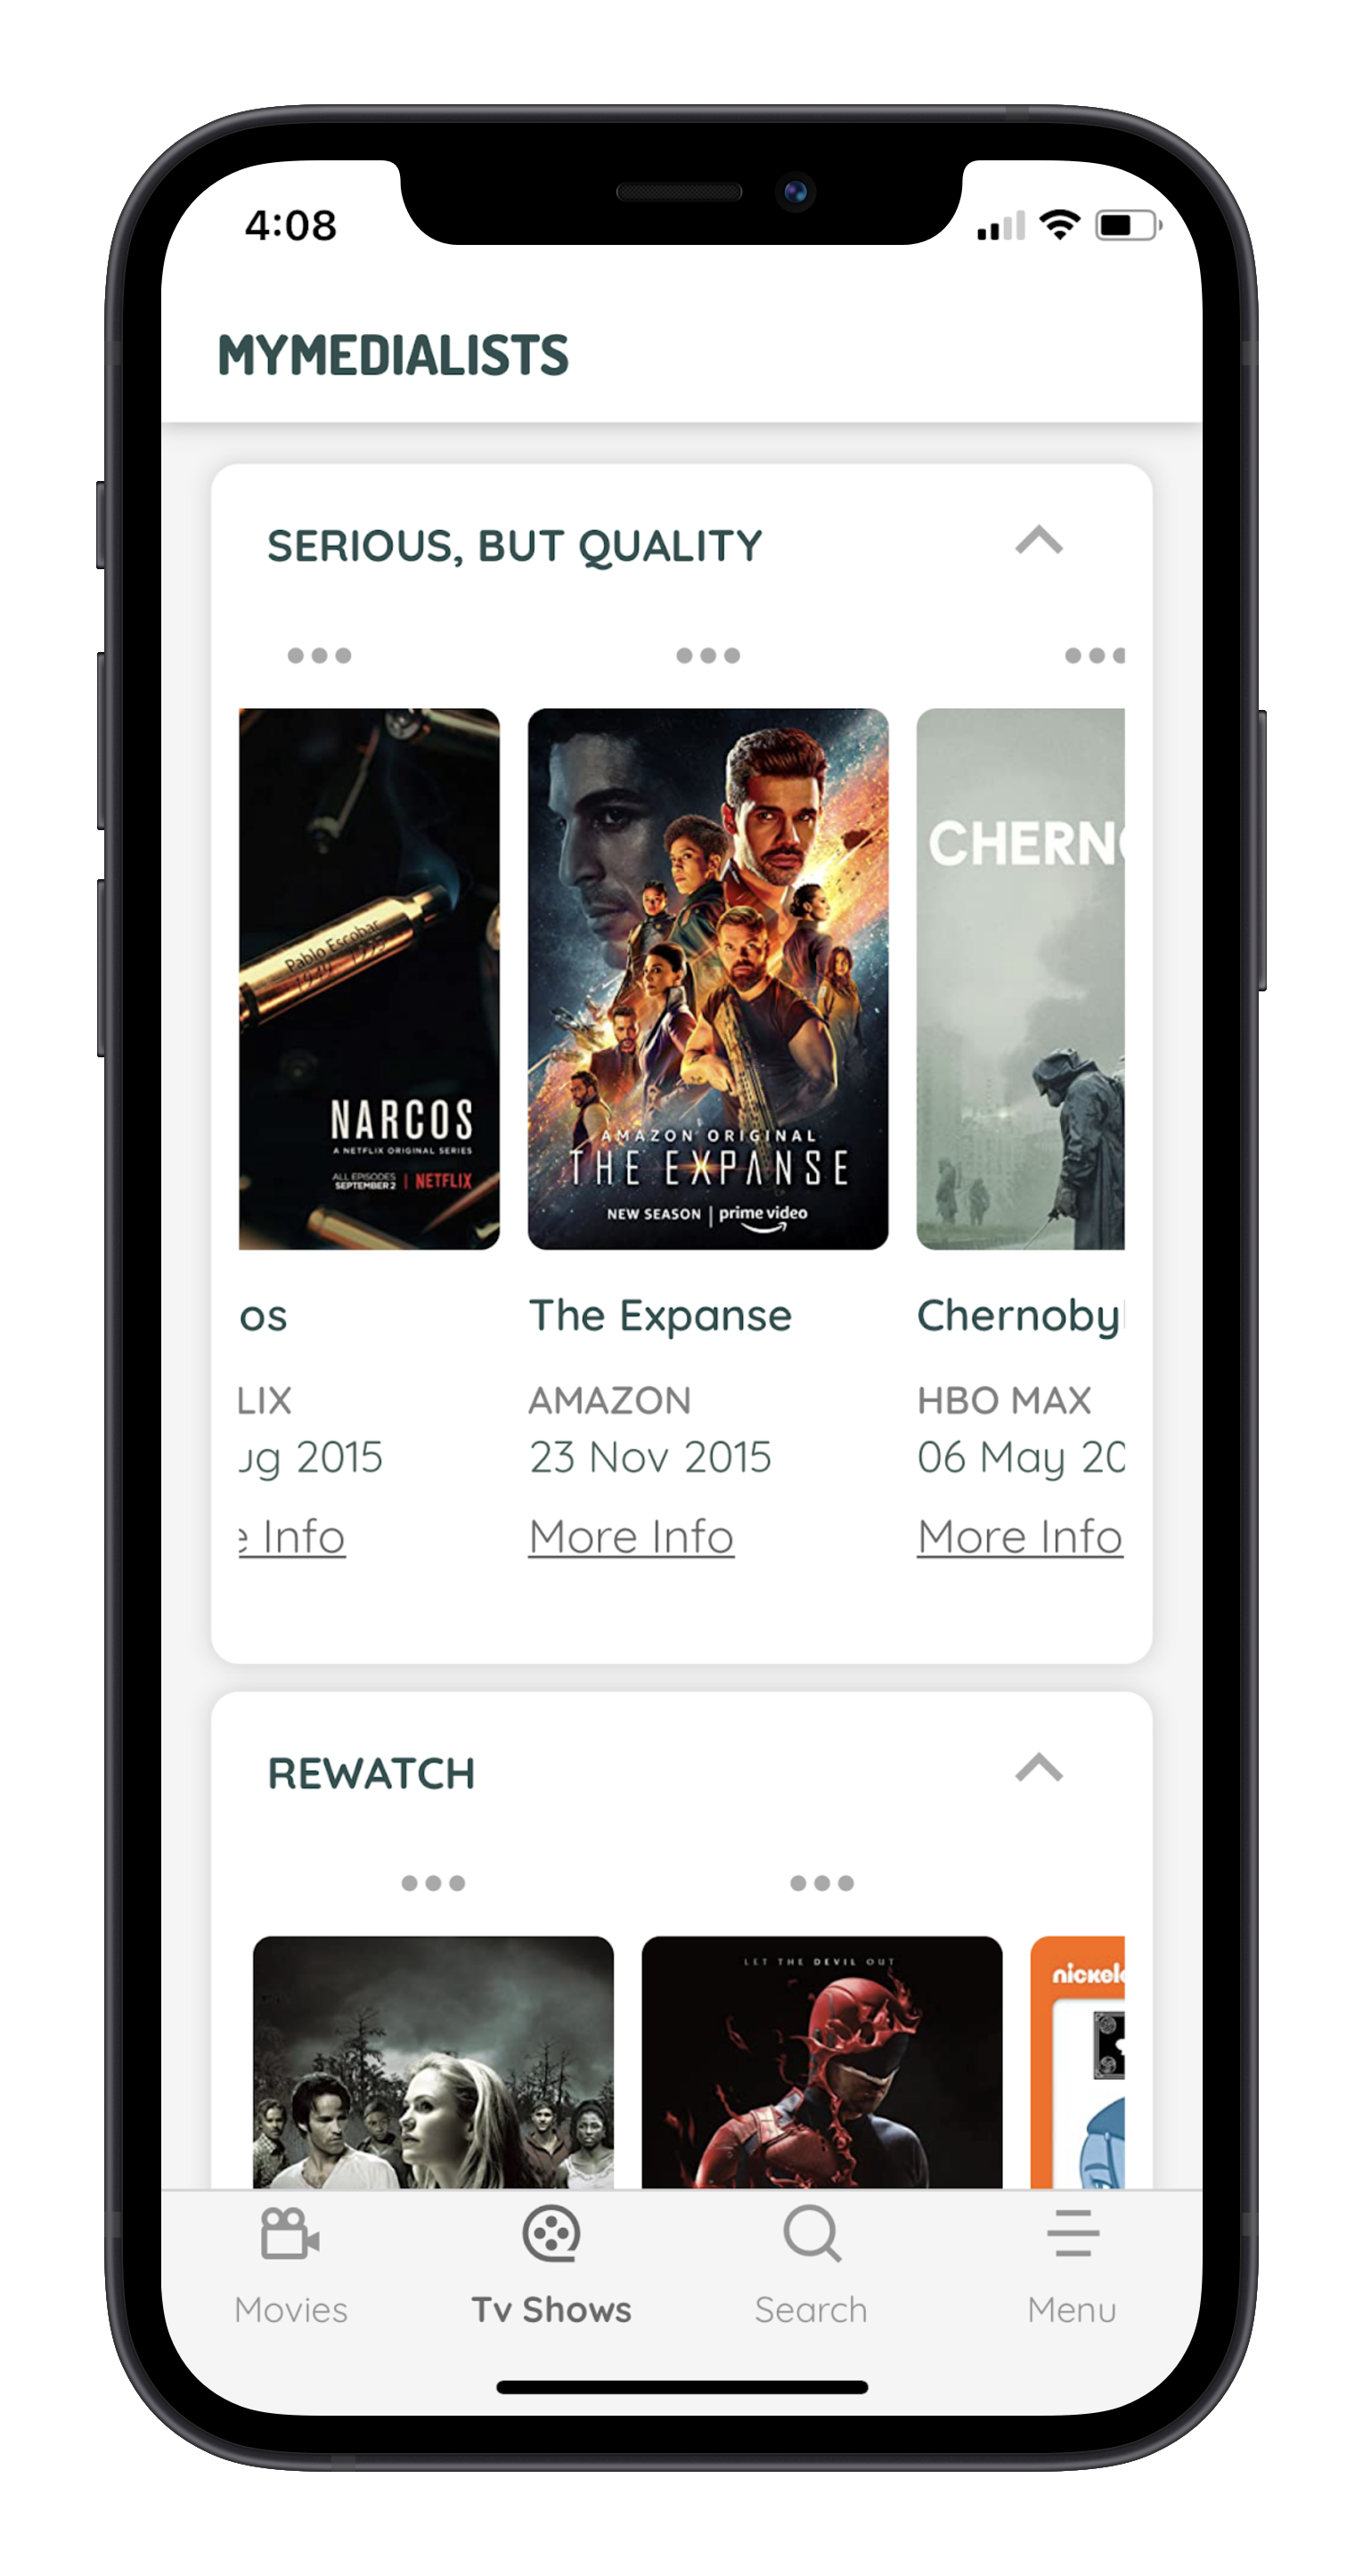 4:08
MYMEDIALISTS
SERIOUS, BUT QUALITY
Pablo Escobar
1949 - 1993
NARCOS
A NETFLIX ORIGINAL SERIES
ALL EPISODES
SEPTEMBER 2 | NETFLIX
AMAZON ORIGINAL
THE EXPANSE
NEW SEASON | prime video
CHERN
os
The Expanse
Chernobyl
LIX
AMAZON
HBO MAX
ug 2015
23 Nov 2015
06 May 20
e Info
More Info
More Info
REWATCH
LET THE DEVIL OUT
nickel
Movies
Tv Shows
Search
Menu